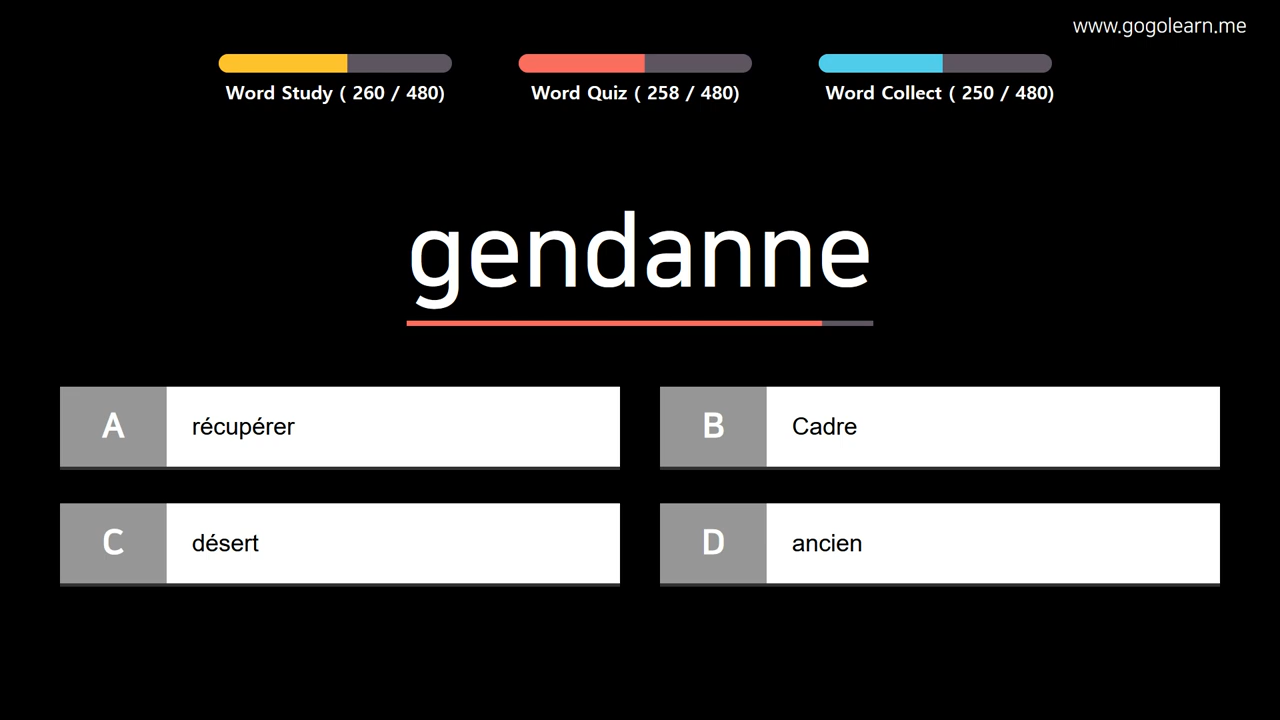 www.gogolearn.me
Word Study ( 260 / 480)
Word Quiz ( 258 / 480)
Word Collect ( 250 / 480)
gendanne
A récupérer
B Cadre
C désert
D ancien